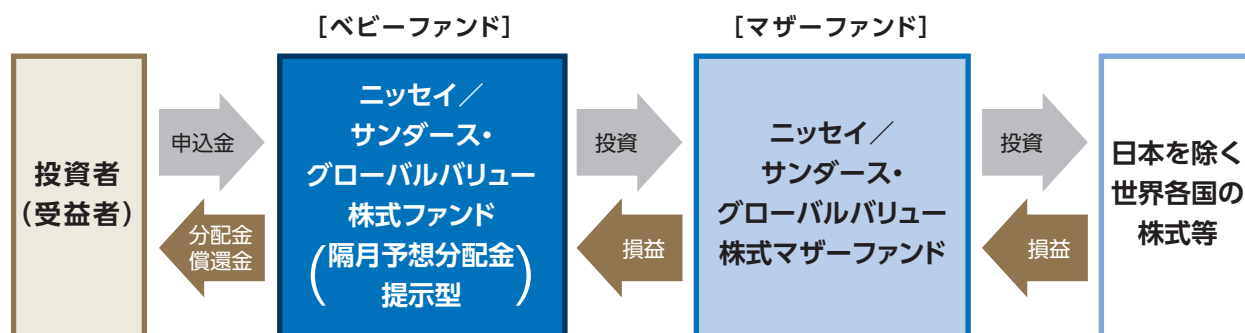 ［ベビーファンド］
［マザーファンド］
投資者
（受益者）
申込金
分配金
償還金
ニッセイ／
サンダース・
グローバルバリュー
株式ファンド
（隔月予想分配金
提示型）
投資
損益
ニッセイ／
サンダース・
グローバルバリュー
株式マザーファンド
投資
損益
日本を除く
世界各国の
株式等